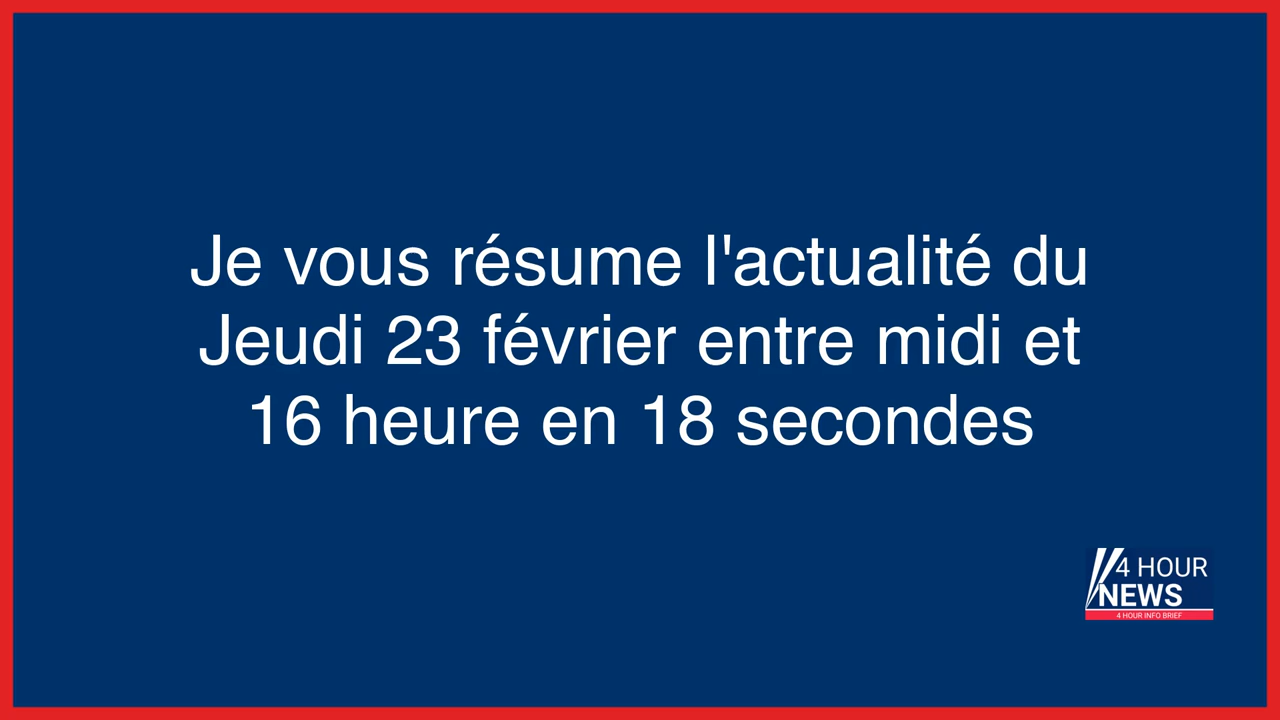 Je vous résume l'actualité du
Jeudi 23 février entre midi et
16 heure en 18 secondes
4 HOUR
NEWS
4 HOUR INFO BRIEF